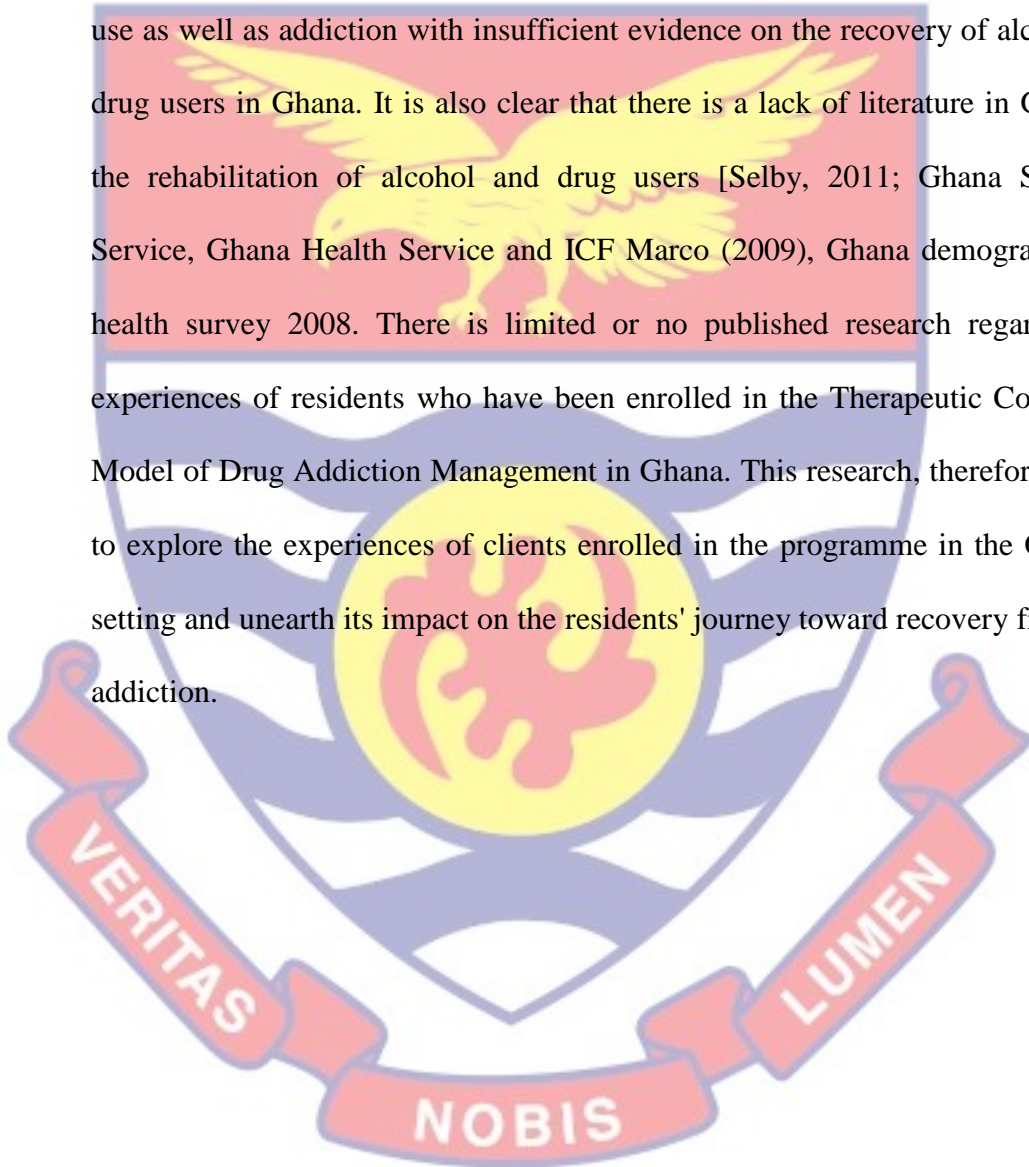 use as well as addiction with insufficient evidence on the recovery of alc
drug users in Ghana. It is also clear that there is a lack of literature in
the rehabilitation of alcohol and drug users [Selby, 2011; Ghana S
Service, Ghana Health Service and ICF Marco (2009), Ghana demogra
health survey 2008. There is limited or no published research regar
experiences of residents who have been enrolled in the Therapeutic Co
Model of Drug Addiction Management in Ghana. This research, therefor
to explore the experiences of clients enrolled in the programme in the
setting and unearth its impact on the residents' journey toward recovery
addiction.
VERITAS
NOBIS
LUMEN